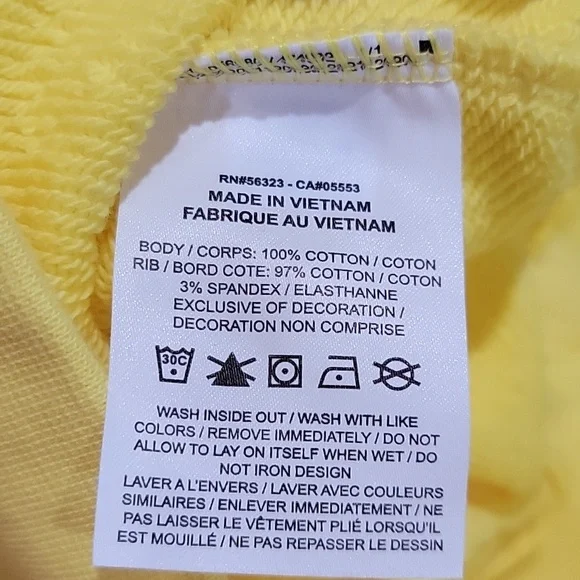 RN#56323 - CA#05553
MADE IN VIETNAM
FABRIQUE AU VIETNAM
BODY / CORPS: 100% COTTON / COTON
RIB / BORD COTE: 97% COTTON / COTON
3% SPANDEX / ELASTHANNE
EXCLUSIVE OF DECORATION /
DECORATION NON COMPRISE
30C
WASH INSIDE OUT / WASH WITH LIKE
COLORS / REMOVE IMMEDIATELY / DO NOT
ALLOW TO LAY ON ITSELF WHEN WET / DO
NOT IRON DESIGN
LAVER A L'ENVERS / LAVER AVEC COULEURS
SIMILAIRES / ENLEVER IMMEDIATEMENT / NE
PAS LAISSER LE VÊTEMENT PLIÉ LORSQU'IL
EST MOUILLÉ / NE PAS REPASSER LE DESSIN